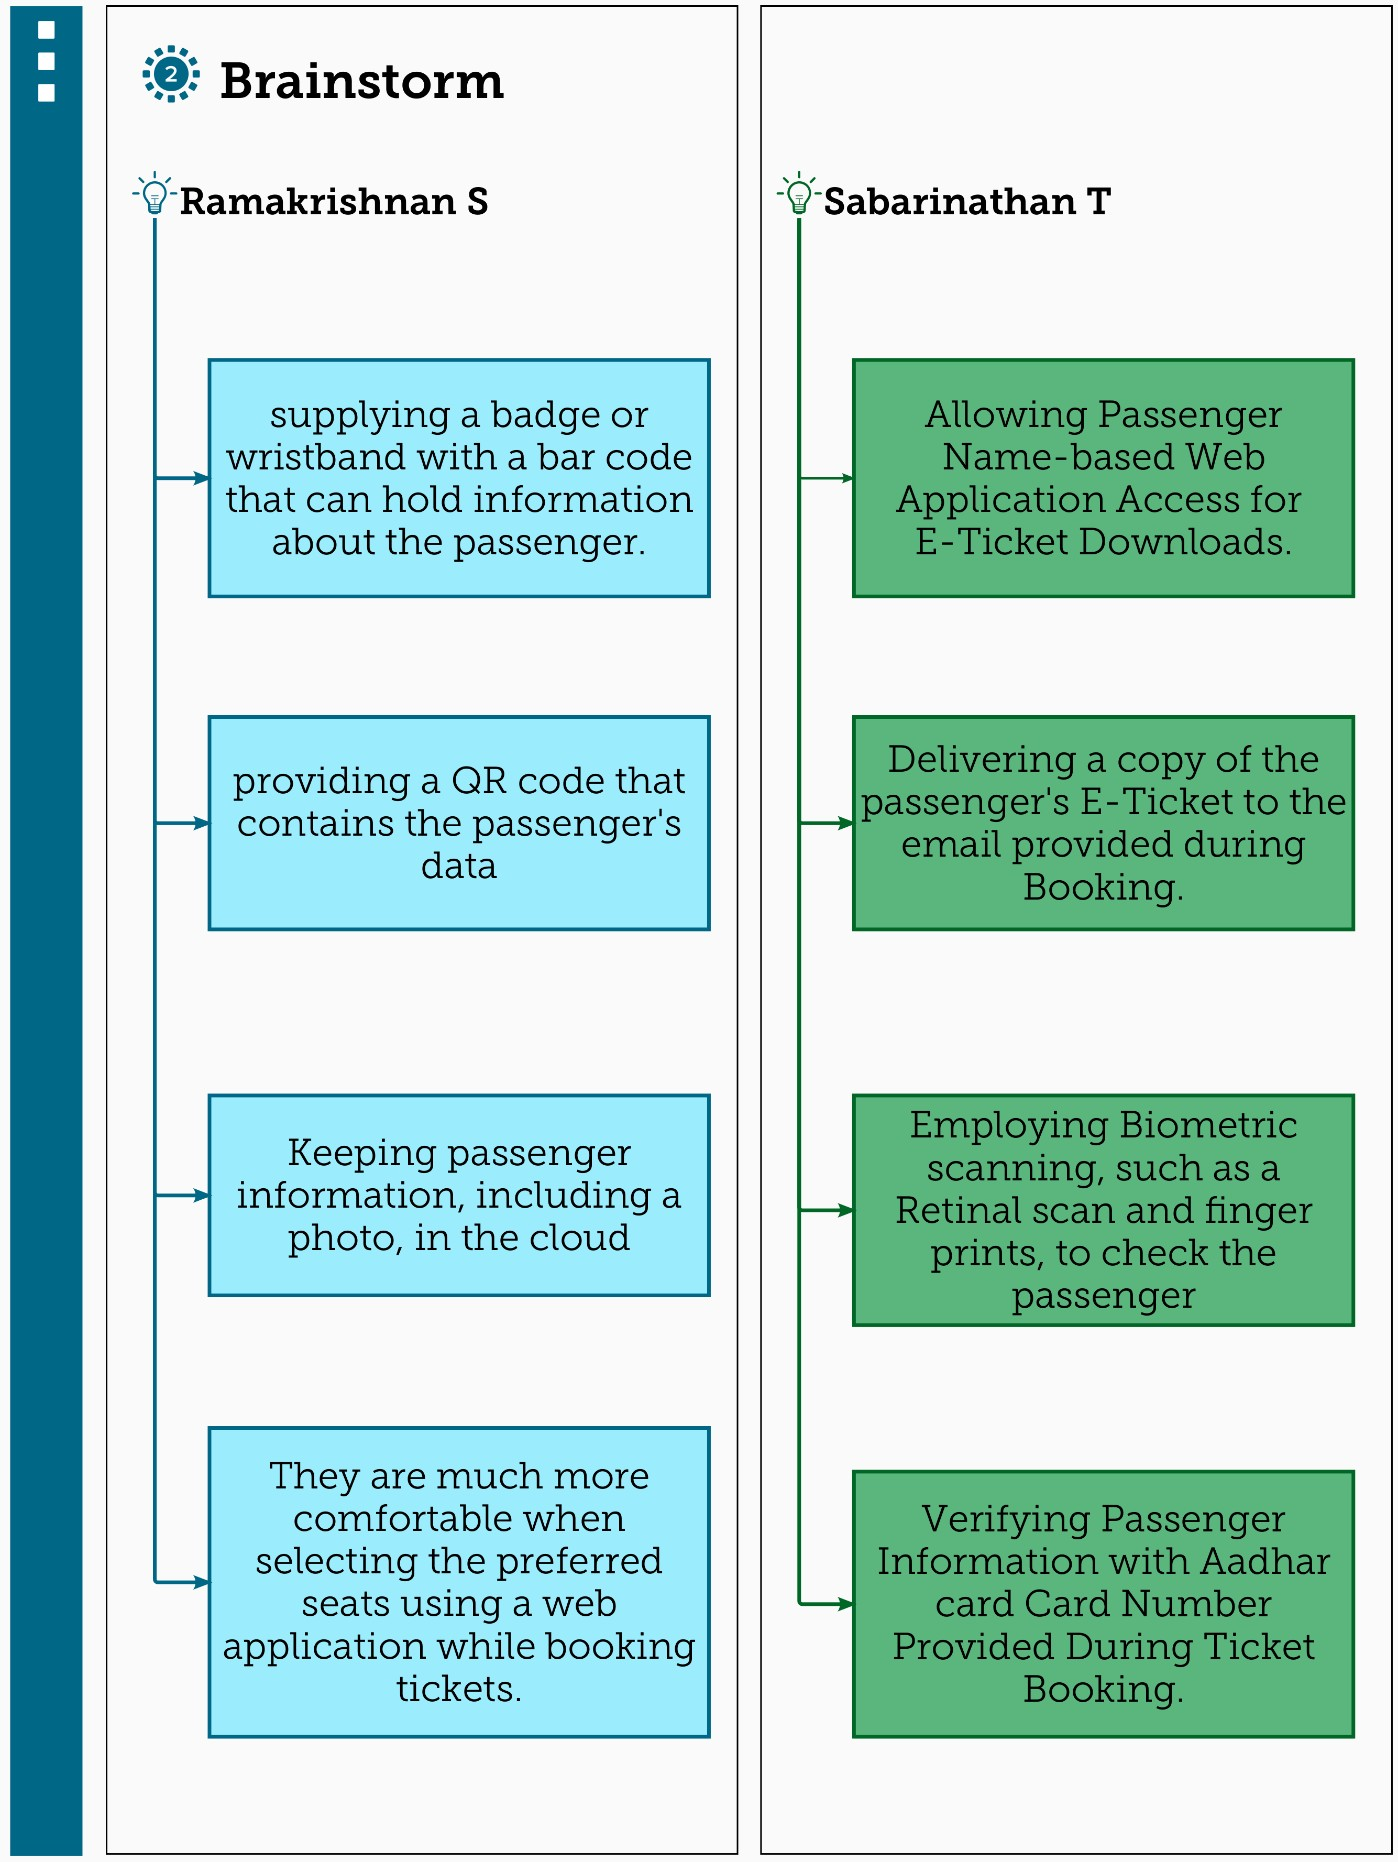 2
Brainstorm
Ramakrishnan S
supplying a badge or
wristband with a bar code
that can hold information
about the passenger.
providing a QR code that
contains the passenger's
data
Keeping passenger
information, including a
photo, in the cloud
They are much more
comfortable when
selecting the preferred
seats using a web
application while booking
tickets.
Sabarinathan T
Allowing Passenger
Name-based Web
Application Access for
E-Ticket Downloads.
Delivering a copy of the
passenger's E-Ticket to the
email provided during
Booking.
Employing Biometric
scanning, such as a
Retinal scan and finger
prints, to check the
passenger
Verifying Passenger
Information with Aadhar
card Card Number
Provided During Ticket
Booking.